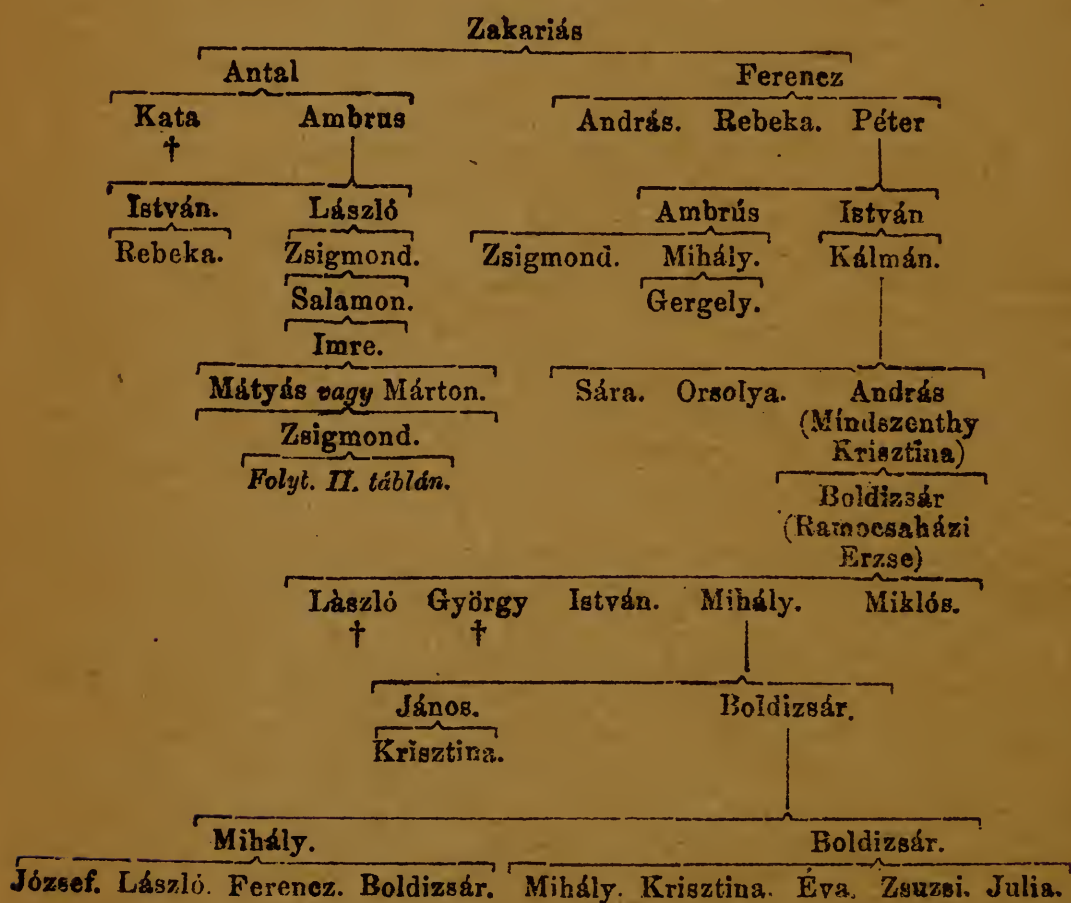 Zakariás
Antal Ferencz
Kata Ambrus András. Rebeka. Péter
† 
István. László Ambrús István
Rebeka. Zsigmond. Zsigmond. Mihály. Kálmán.
Salamon. Gergely.
Imre.
Mátyás vagy Márton. Sára. Orsolya. András
(Mindszenthy
Zsigmond. Krisztina)
Folyt. II. táblán.
Boldizsár
(Ramocsaházi
Erzse)
Làszló György István. Mihály. Miklós.
† †
János. Boldizsár.
Krisztina.
Mihály. Boldizsár.
József. László. Ferencz. Boldizsár. Mihály. Krisztina. Éva. Zsuzsi. Julia.